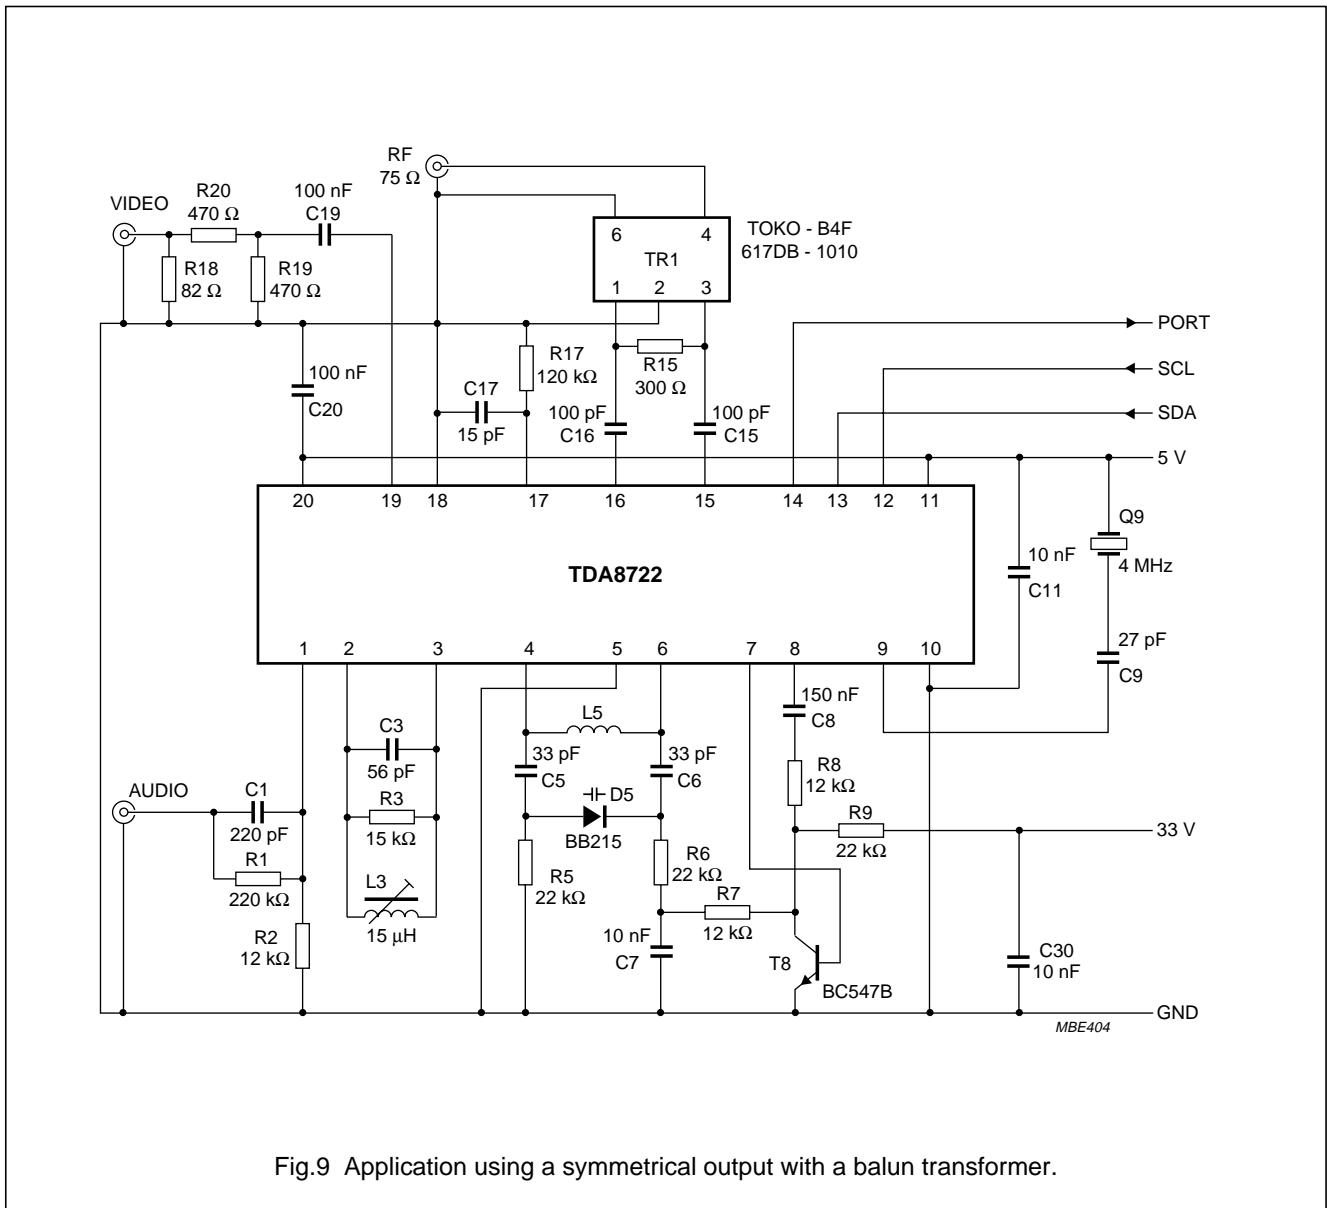 RF
75 Ω
VIDEO
R20
470 Ω
100 nF
C19
R18
82 Ω
R19
470 Ω
6
4
TR1
1
2
3
TOKO - B4F
617DB - 1010
PORT
SCL
SDA
5 V
100 nF
C20
C17
15 pF
R17
120 kΩ
R15
300 Ω
100 pF
C16
100 pF
C15
20
19
18
17
16
15
14
13
12
11
Q9
4 MHz
10 nF
C11
27 pF
C9
TDA8722
1
2
3
4
5
6
7
8
9
10
AUDIO
C1
220 pF
R1
220 kΩ
R2
12 kΩ
C3
56 pF
R3
15 kΩ
L3
15 μH
L5
33 pF
C5
33 pF
C6
D5
BB215
R5
22 kΩ
R6
22 kΩ
R7
12 kΩ
10 nF
C7
150 nF
C8
R8
12 kΩ
R9
22 kΩ
33 V
T8
BC547B
C30
10 nF
GND
MBE404
Fig.9 Application using a symmetrical output with a balun transformer.